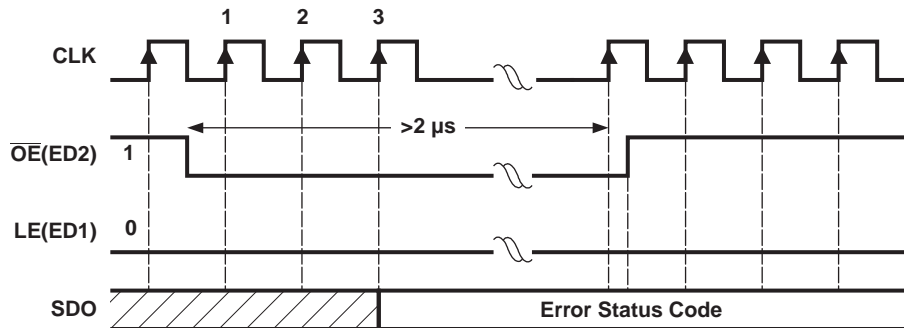 1 2 3
CLK
>2 µs
OE(ED2) 1
LE(ED1) 0
SDO Error Status Code